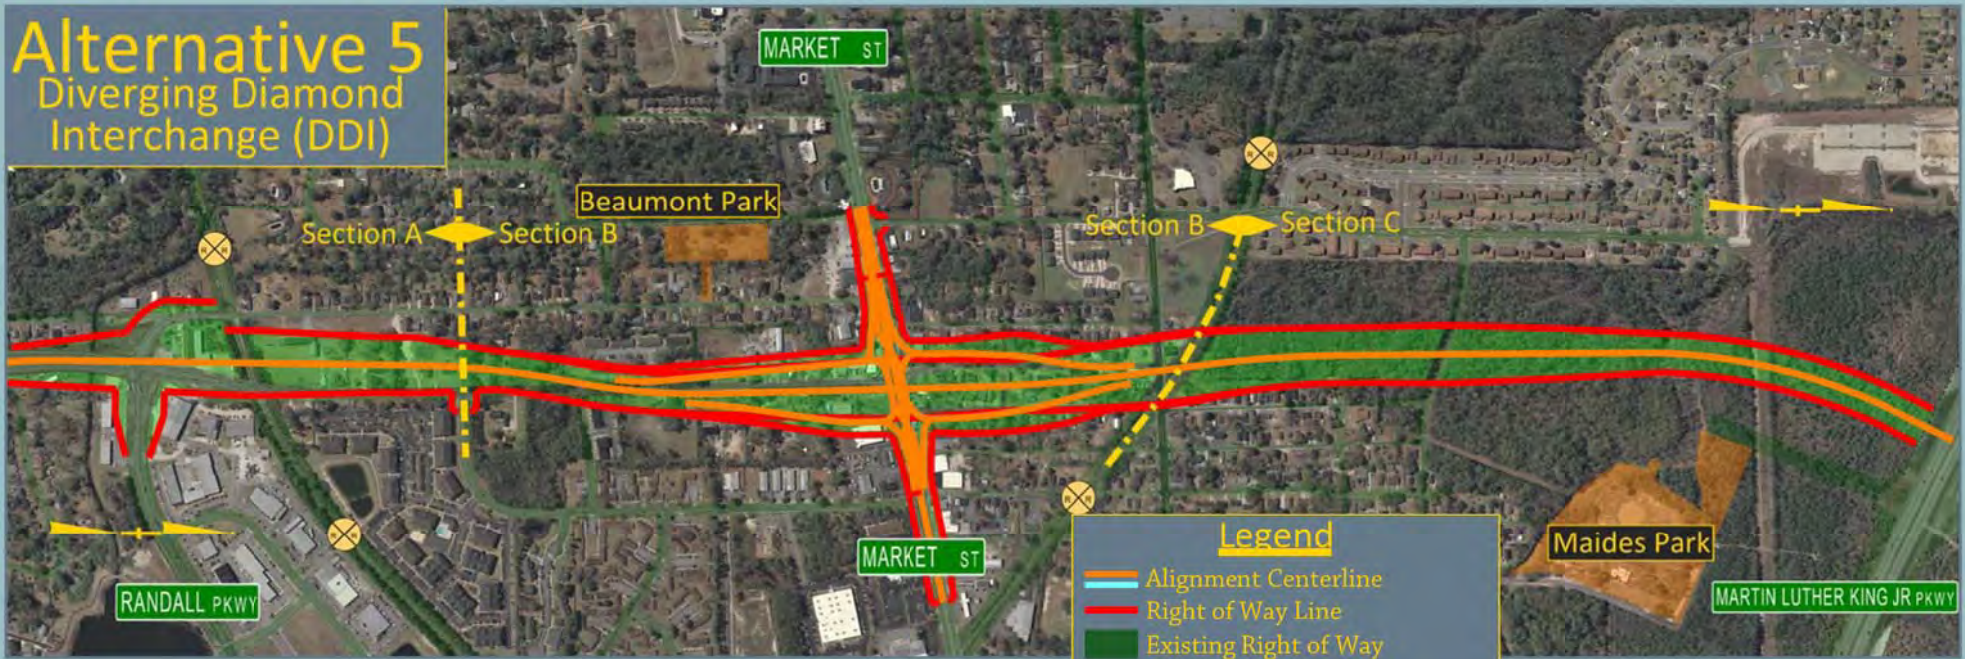 Alternative 5
Diverging Diamond
Interchange (DDI)
MARKET ST
Beaumont Park
Section A
Section B
Section B
Section C
R R
R R
R R
R R
RANDALL PKWY
MARKET ST
Maides Park
MARTIN LUTHER KING JR PKWY
Legend
Alignment Centerline
Right of Way Line
Existing Right of Way